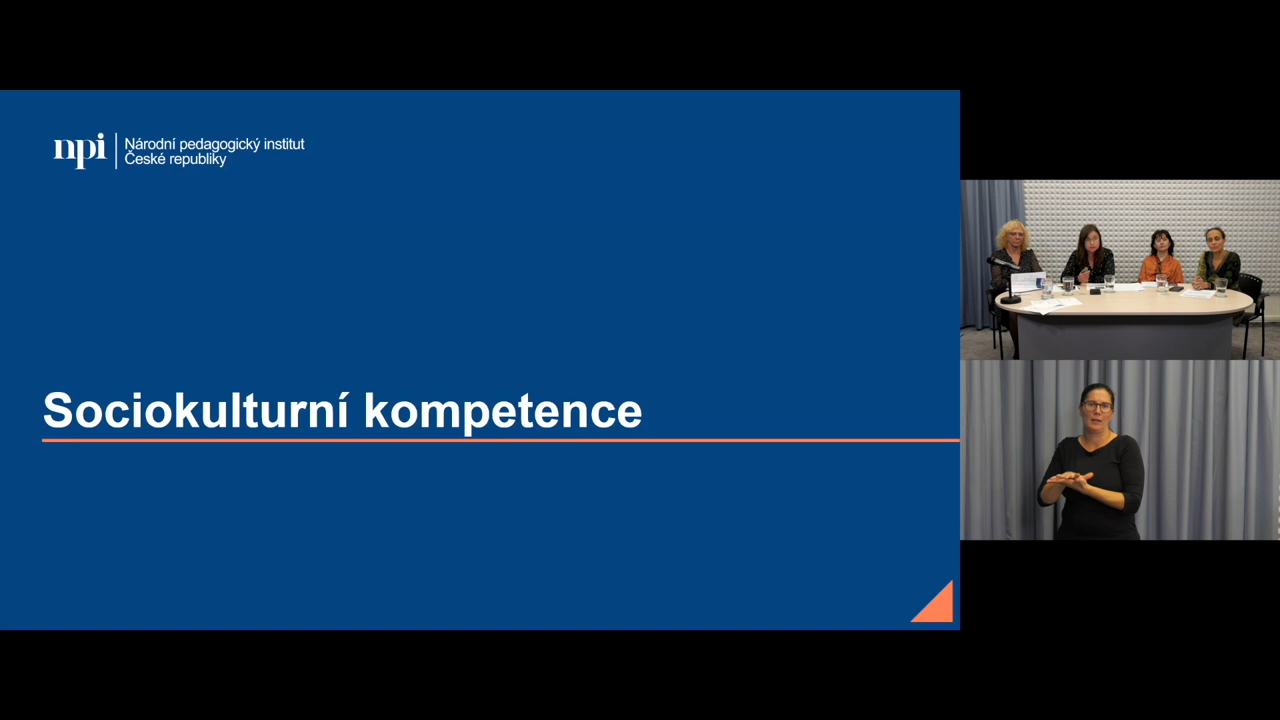 npi
Národní pedagogický institut
České republiky
Sociokulturní kompetence